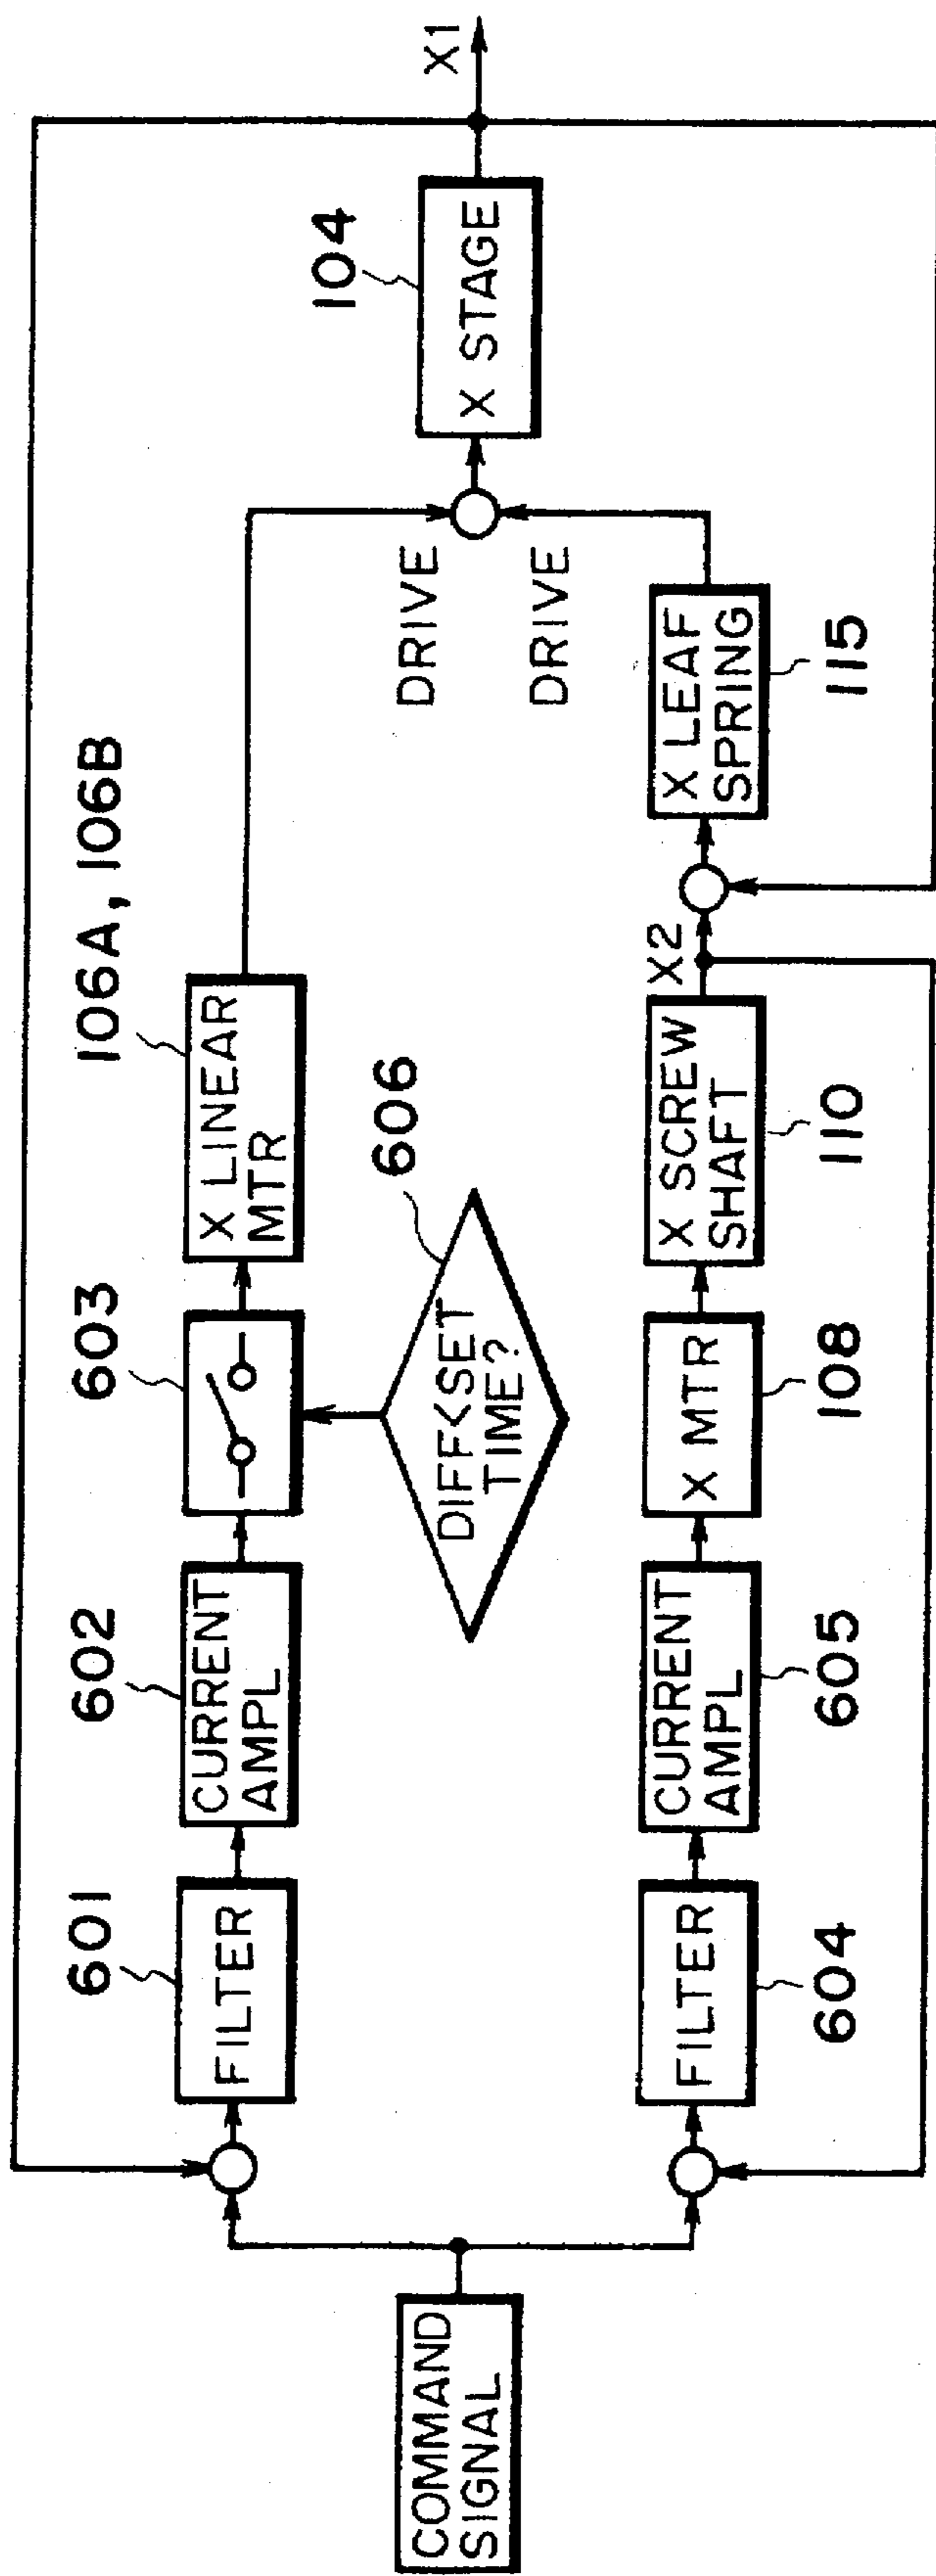 COMMAND
SIGNAL
601
FILTER
602
CURRENT
AMPL
603
106A, 106B
X LINEAR
MTR
606
DIFF<SET
TIME?
DRIVE
DRIVE
104
X STAGE
X1
FILTER
604
CURRENT
AMPL
605
X MTR
108
X SCREW
SHAFT
110
X2
X LEAF
SPRING
115